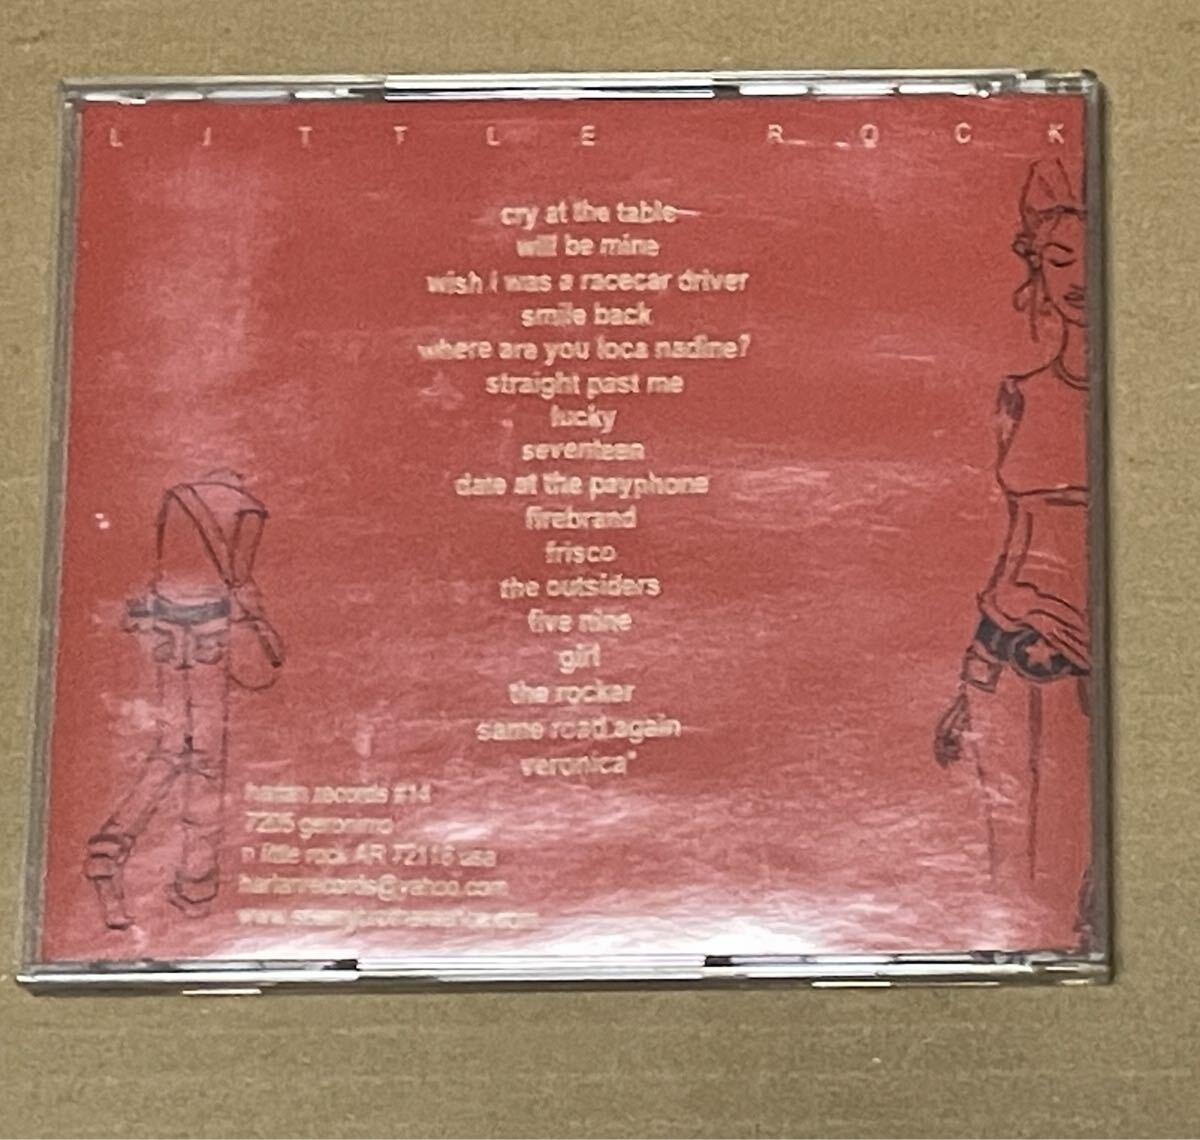 LITTLE ROCK
cry at the table
will be mine
wish i was a racecar driver
smile back
where are you loca nadine?
straight past me
lucky
seventeen
date at the payphone
firebrand
frisco
the outsiders
five nine
girl
the rocker
same road again
veronica*
harlan records #14
7205 geronimo
n little rock AR 72116 usa
harlanrecords@yahoo.com